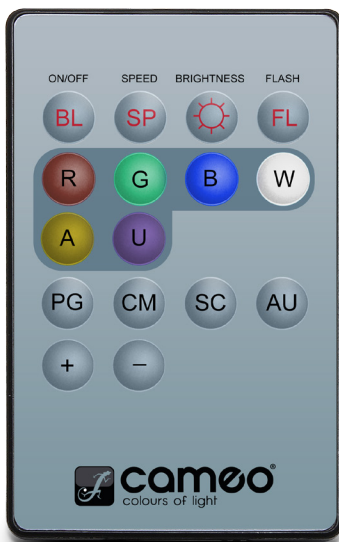 ON/OFF SPEED BRIGHTNESS FLASH
BL SP FL
R G B W
A U
PG CM SC AU
+ −
cameo®
colours of light